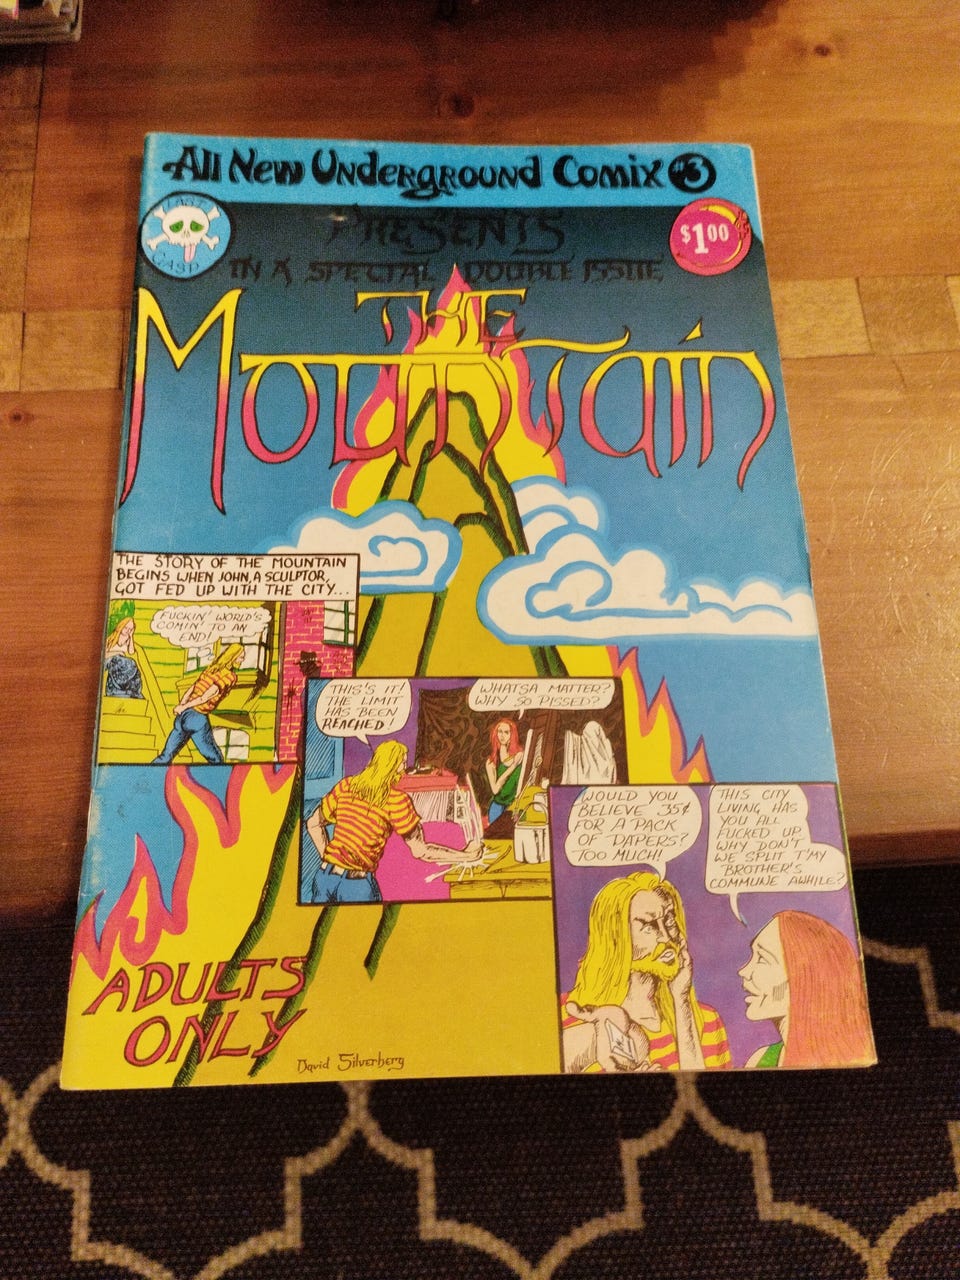 All New Underground Comix #3
LAST
GASP
PRESENTS
$1.00
IN A SPECIAL DOUBLE ISSUE
THE
Mountain
THE STORY OF THE MOUNTAIN
BEGINS WHEN JOHN, A SCULPTOR,
GOT FED UP WITH THE CITY...
FUCKIN' WORLD'S
COMIN' TO AN
END!
THIS'S IT!
THE LIMIT
HAS BEEN
REACHED!
WHATSA MATTER?
WHY SO PISSED?
WOULD YOU
BELIEVE 35¢
FOR A PACK
OF PAPERS?
TOO MUCH!
THIS CITY
LIVING HAS
YOU ALL
FUCKED UP.
WHY DON'T
WE SPLIT T'MY
BROTHER'S
COMMUNE AWHILE?
ADULTS
ONLY
David Silverberg